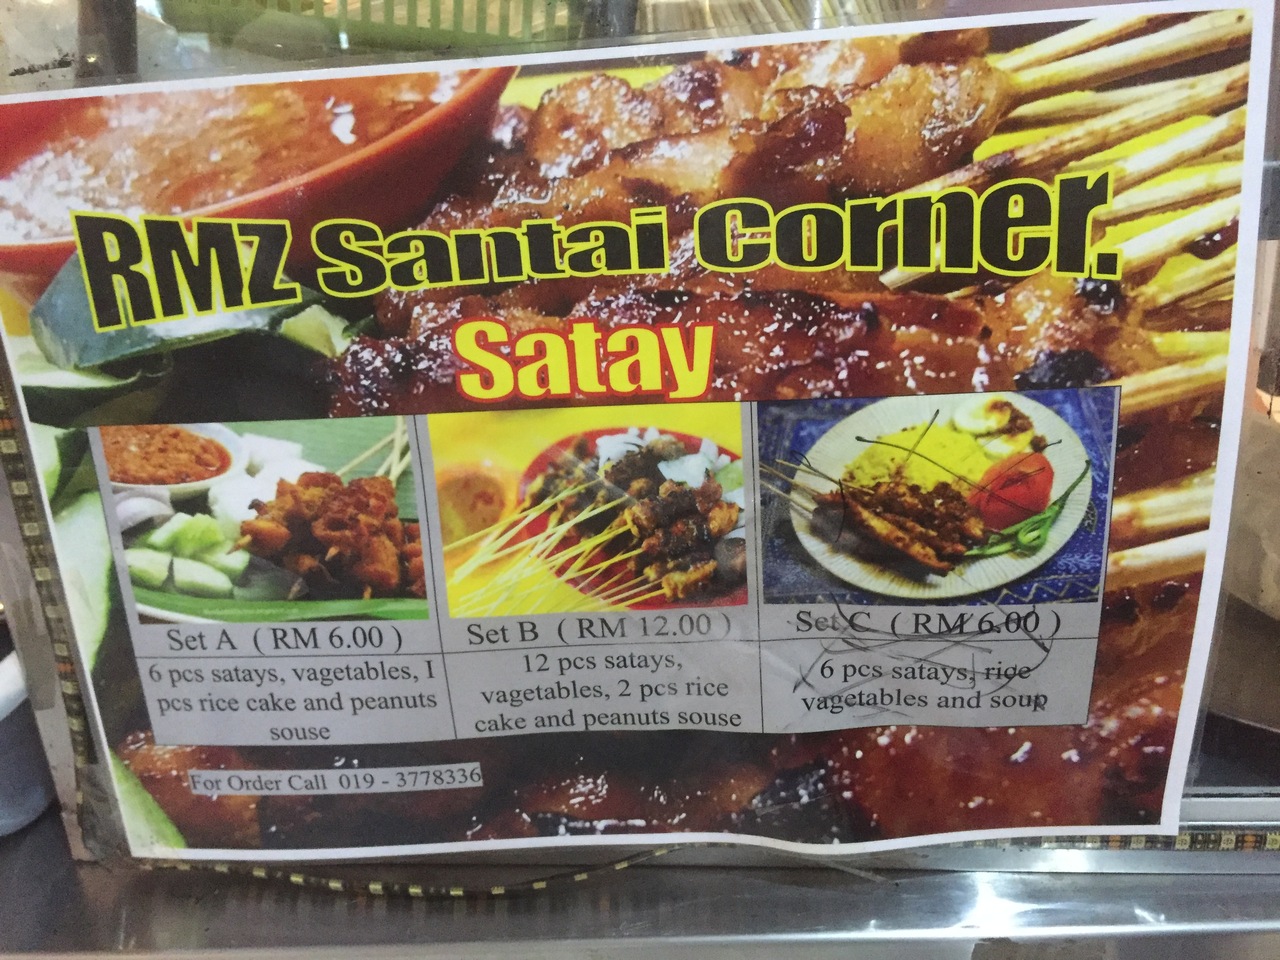 RMZ Santai Corner.
Satay
Set A ( RM 6.00 )
6 pcs satays, vagetables, I
pcs rice cake and peanuts
souse
Set B ( RM 12.00 )
12 pcs satays,
vagetables, 2 pcs rice
cake and peanuts souse
Set C ( RM 6.00 )
6 pcs satays, rice
vagetables and soup
For Order Call 019 - 3778336